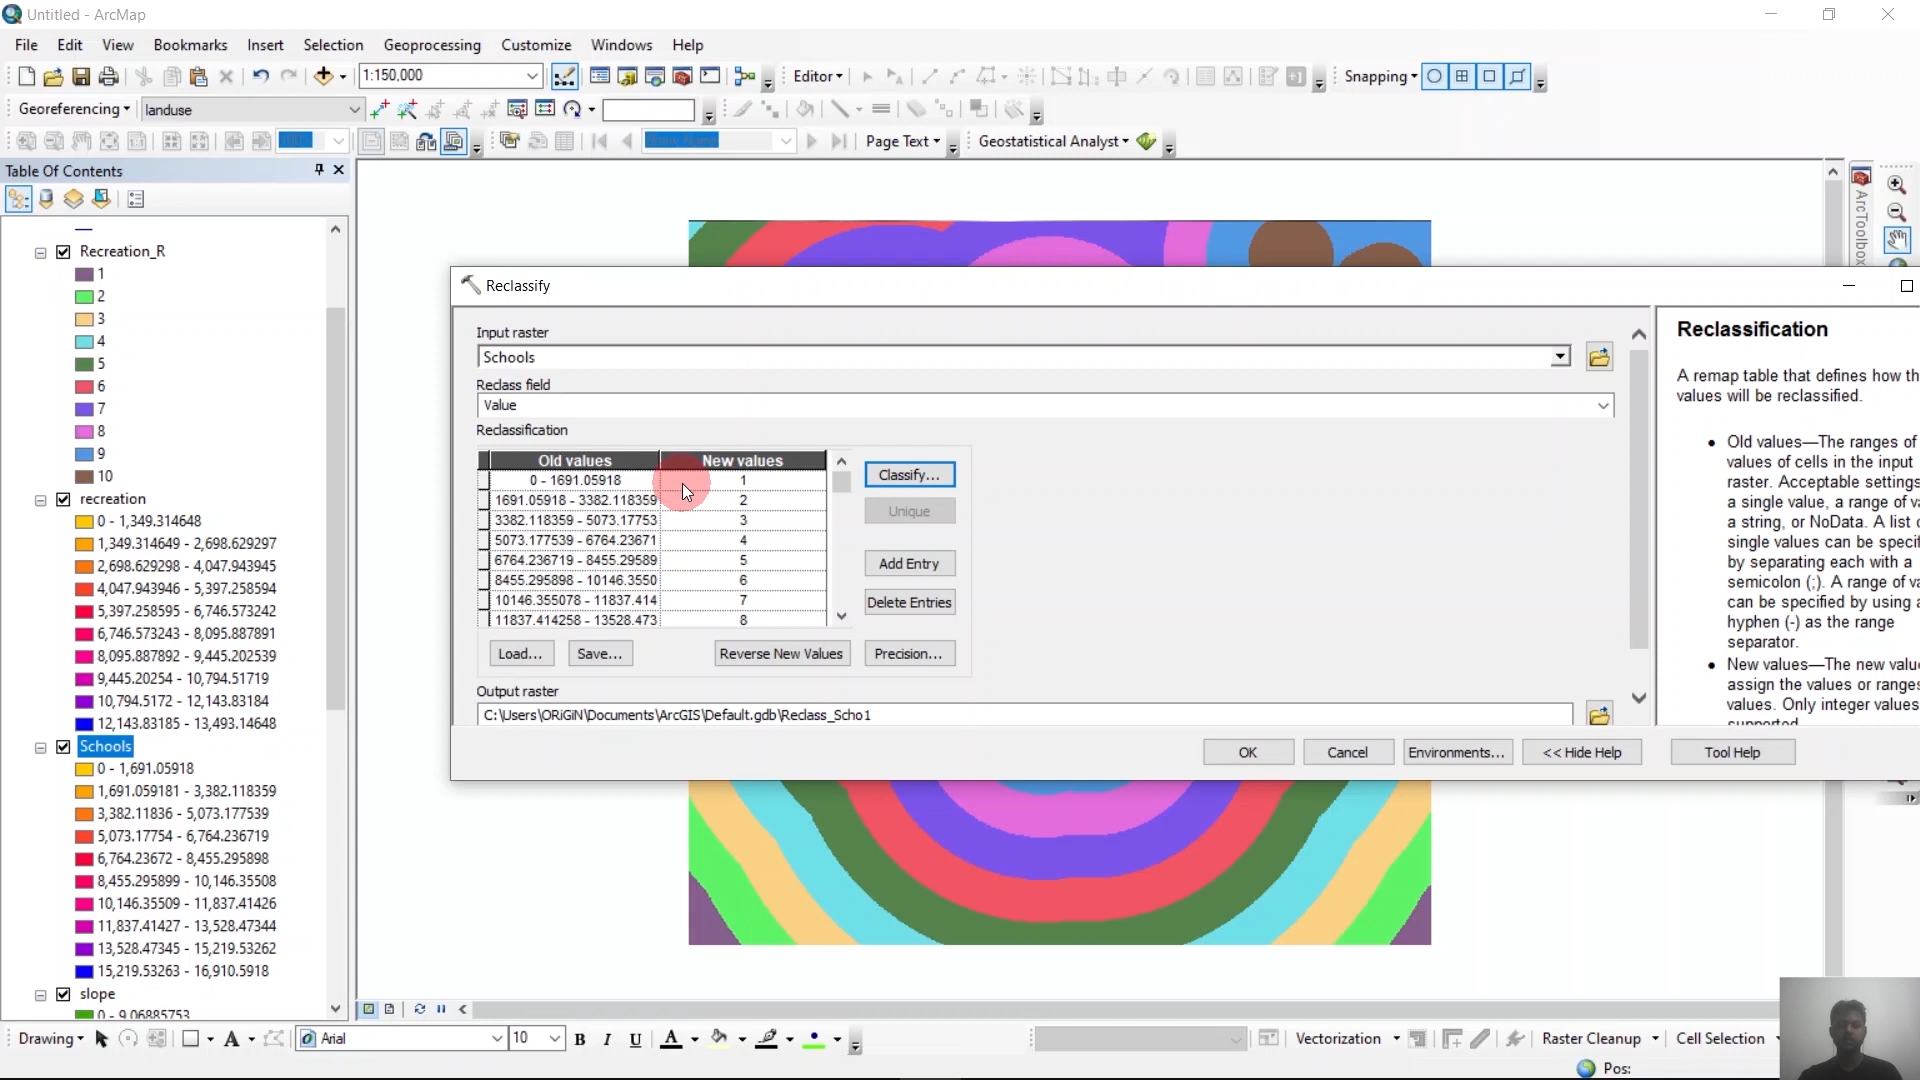 Untitled - ArcMap
File Edit View Bookmarks Insert Selection Geoprocessing Customize Windows Help
1:150,000 Editor Snapping
Georeferencing landuse
Page Text Geostatistical Analyst
Table Of Contents
Recreation_R
1
2
3
4
5
6
7
8
9
10
recreation
0 - 1,349.314648
1,349.314649 - 2,698.629297
2,698.629298 - 4,047.943945
4,047.943946 - 5,397.258594
5,397.258595 - 6,746.573242
6,746.573243 - 8,095.887891
8,095.887892 - 9,445.202539
9,445.20254 - 10,794.51719
10,794.5172 - 12,143.83184
12,143.83185 - 13,493.14648
Schools
0 - 1,691.05918
1,691.059181 - 3,382.118359
3,382.11836 - 5,073.177539
5,073.17754 - 6,764.236719
6,764.23672 - 8,455.295898
8,455.295899 - 10,146.35508
10,146.35509 - 11,837.41426
11,837.41427 - 13,528.47344
13,528.47345 - 15,219.53262
15,219.53263 - 16,910.5918
slope
0 - 9.06885753
Reclassify
Input raster
Schools
Reclass field
Value
Reclassification
Old values New values
0 - 1691.05918 1
1691.05918 - 3382.118359 2
3382.118359 - 5073.17753 3
5073.177539 - 6764.23671 4
6764.236719 - 8455.29589 5
8455.295898 - 10146.3550 6
10146.355078 - 11837.414 7
11837.414258 - 13528.473 8
Classify...
Unique
Add Entry
Delete Entries
Load... Save... Reverse New Values Precision...
Output raster
C:\Users\ORiGiN\Documents\ArcGIS\Default.gdb\Reclass_Scho1
OK Cancel Environments... << Hide Help Tool Help
Reclassification
A remap table that defines how th
values will be reclassified.
• Old values—The ranges of
values of cells in the input
raster. Acceptable settings
a single value, a range of va
a string, or NoData. A list o
single values can be specif
by separating each with a
semicolon (;). A range of va
can be specified by using a
hyphen (-) as the range
separator.
• New values—The new valu
assign the values or ranges
values. Only integer values
supported
ArcToolbox
Drawing Arial 10 B I U A Vectorization Raster Cleanup Cell Selection
Pos: